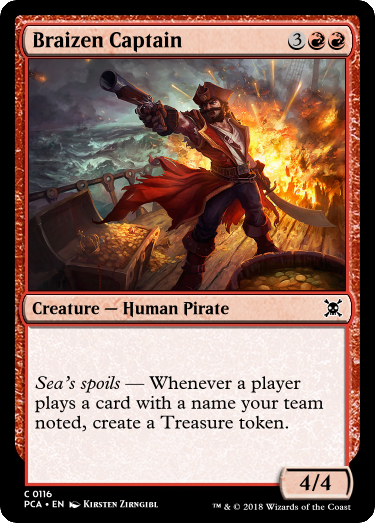 Braizen Captain 3
Creature — Human Pirate
Sea's spoils — Whenever a player
plays a card with a name your team
noted, create a Treasure token.
4/4
C 0116
PCA • EN Kirsten Zirngibl
™ & © 2018 Wizards of the Coast